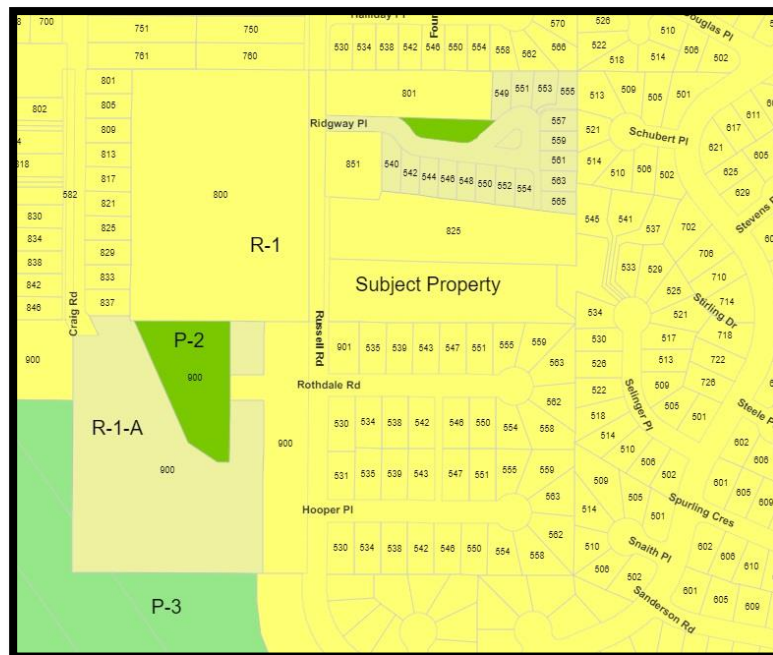 8 700 751 750 Halliday Pl Four 570 526 510 Douglas Pl
530 534 538 542 546 550 554 558 562 566 522 518 514 506 502
761 760
801 801 549 551 553 555 513 509 505 501
802 805 611
809 Ridgway Pl 557 521 Schubert Pl 617
4 813 559 621
818 851 540 542 544 546 548 550 552 554 561 514 510 506 502 605
582 817 800 563 625
821 565 629
830 825 R-1 825 545 541 537 702 Stevens D
834 829 706
838 833 Subject Property 533 529 710
842 837 525 714
846 Craig Rd Russell Rd 534 521 Stirling Dr
P-2 718
900 900 901 535 539 543 547 551 555 559 530 517
563 526 513 722
Rothdale Rd 522 509 726
R-1-A 900 562 518 Selinger Pl 505 501 Steele P
900 530 534 538 542 546 550 554 558 514 510 506 602 606
531 535 539 543 547 551 555 559 509 502 601 605 609
Hooper Pl 563 514 505 501 Spurling Cres
530 534 538 542 546 550 554 558 562 510 Snaith Pl 602 606 610
P-3 506 502 601 605 609
Sanderson Rd